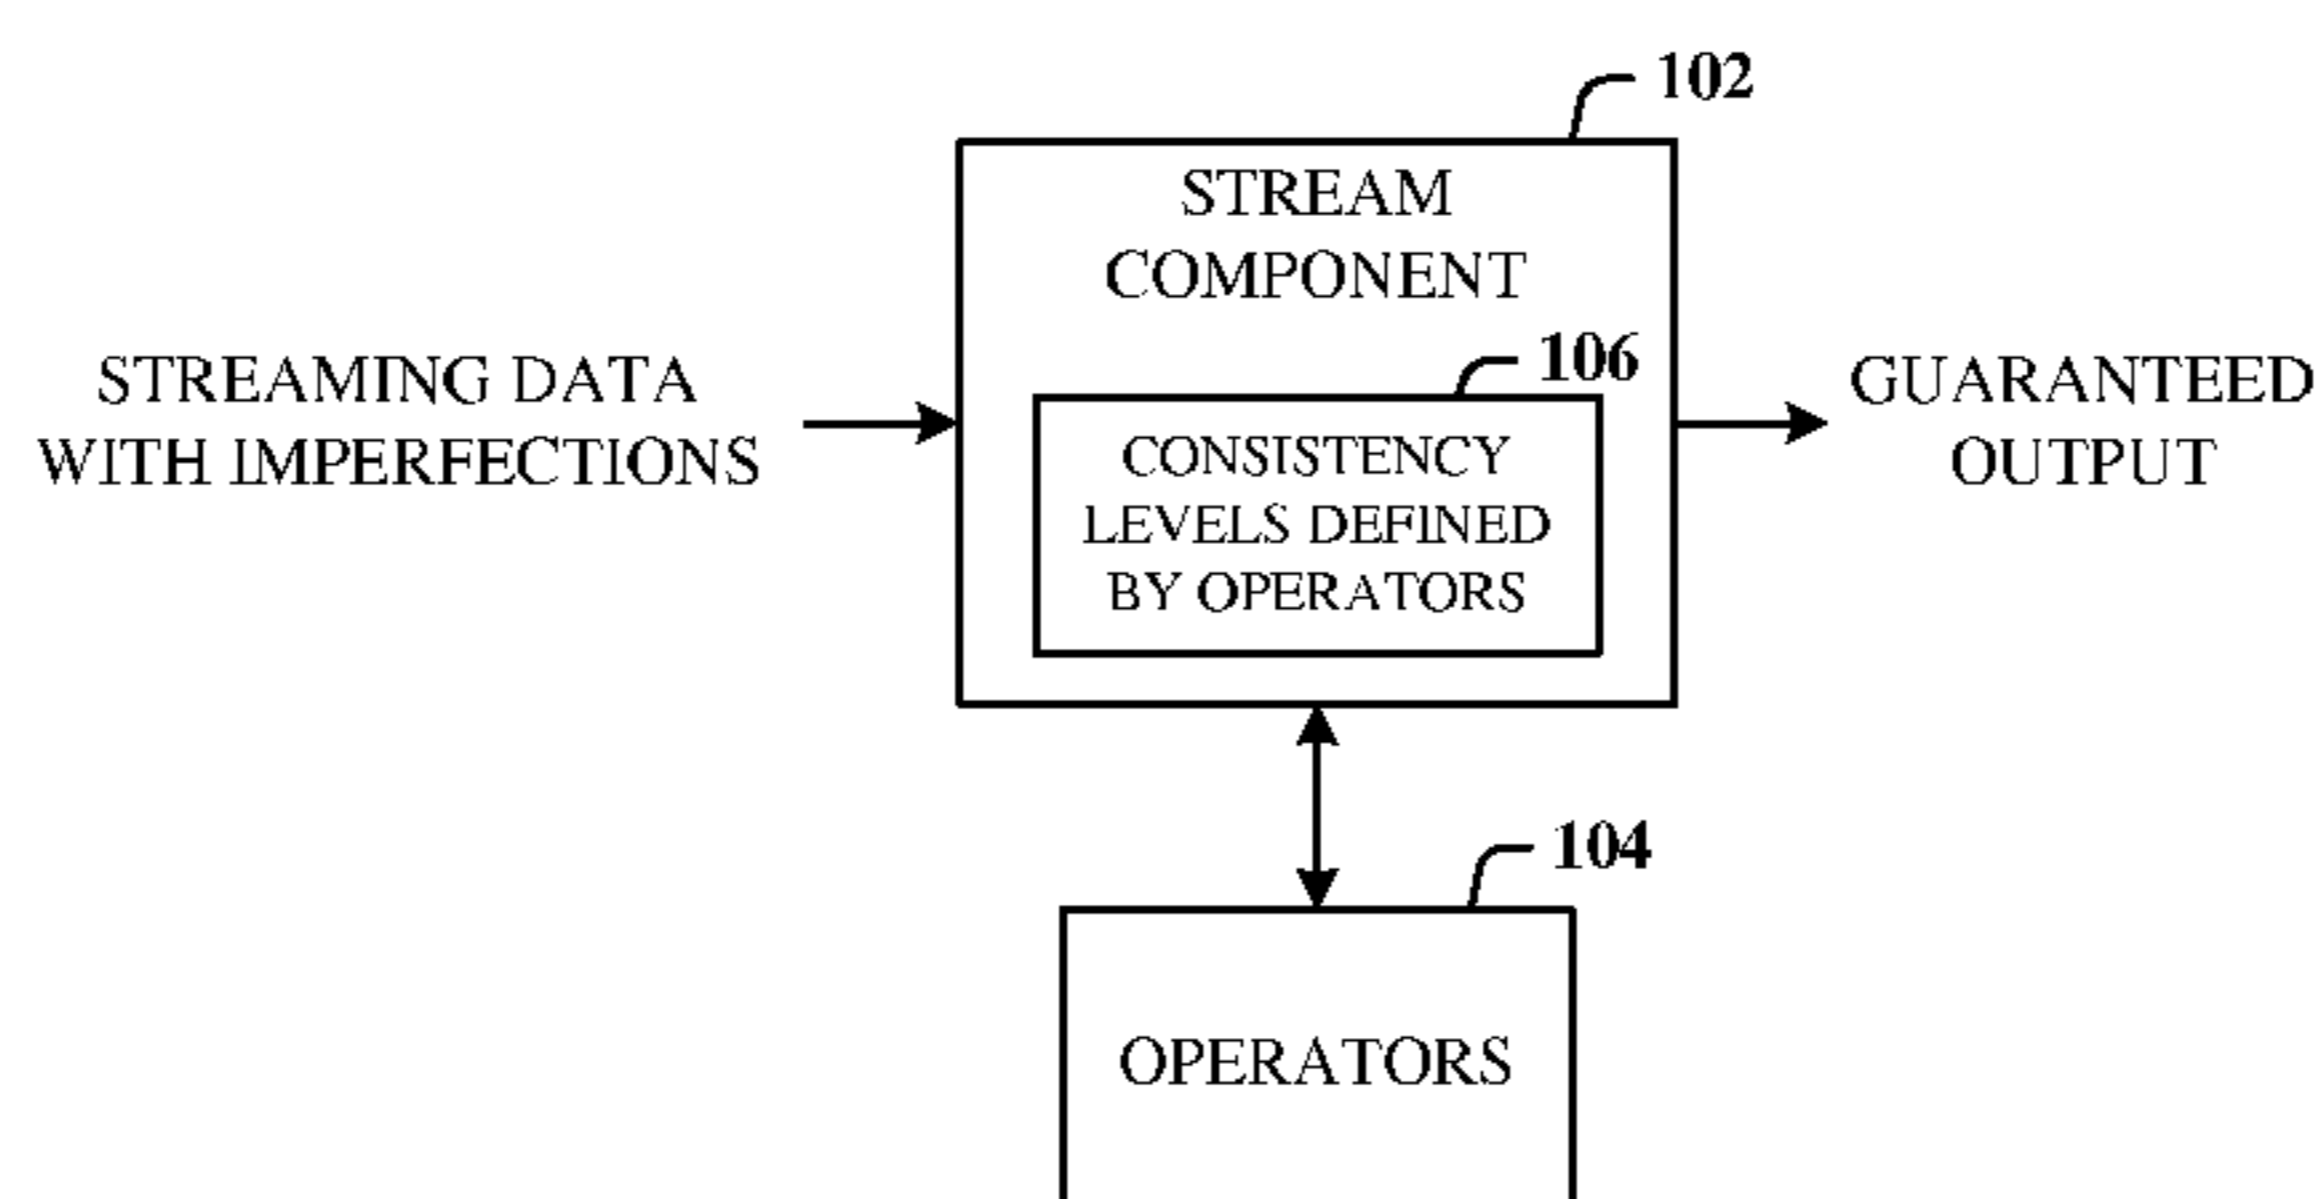 102
STREAM
COMPONENT
106
STREAMING DATA
WITH IMPERFECTIONS
CONSISTENCY
LEVELS DEFINED
BY OPERATORS
GUARANTEED
OUTPUT
104
OPERATORS